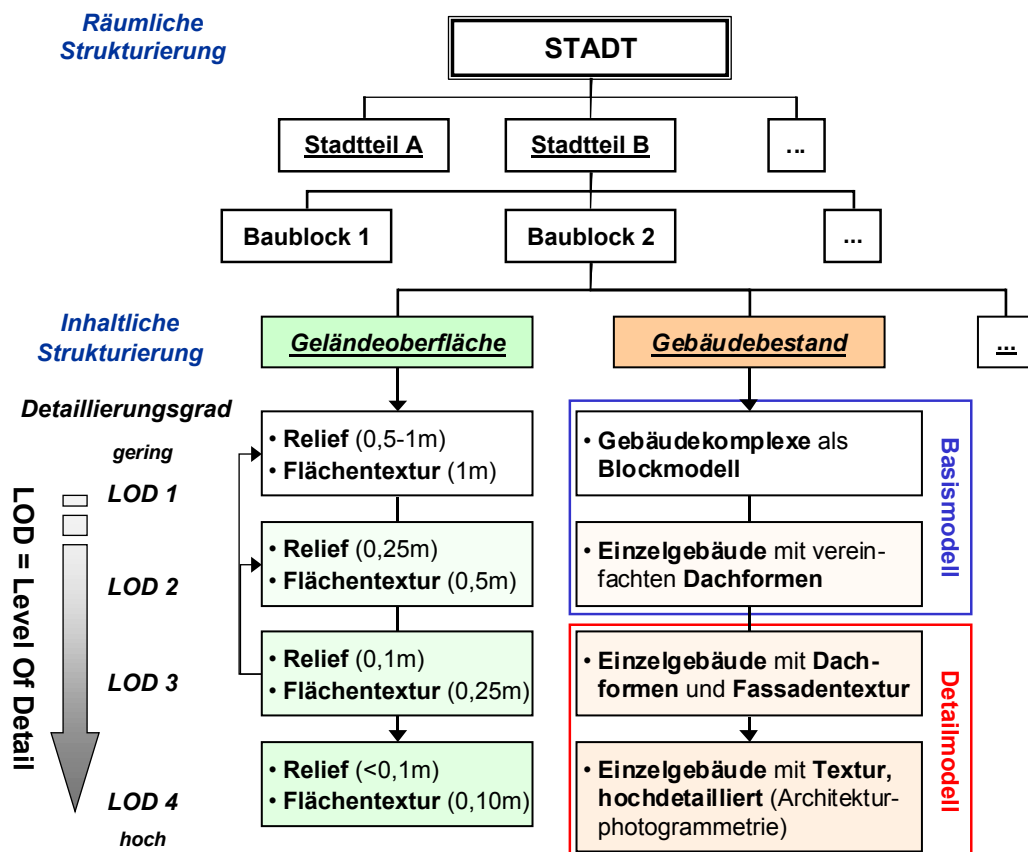 Räumliche
Strukturierung
STADT
Stadtteil A
Stadtteil B
...
Baublock 1
Baublock 2
...
Inhaltliche
Strukturierung
Geländeoberfläche
Gebäudebestand
...
Detaillierungsgrad
gering
LOD 1
LOD 2
LOD 3
LOD 4
hoch
LOD = Level Of Detail
• Relief (0,5-1m)
• Flächentextur (1m)
• Relief (0,25m)
• Flächentextur (0,5m)
• Relief (0,1m)
• Flächentextur (0,25m)
• Relief (<0,1m)
• Flächentextur (0,10m)
• Gebäudekomplexe als
Blockmodell
• Einzelgebäude mit verein-
fachten Dachformen
Basismodell
• Einzelgebäude mit Dach-
formen und Fassadentextur
• Einzelgebäude mit Textur,
hochdetailliert (Architektur-
photogrammetrie)
Detailmodell